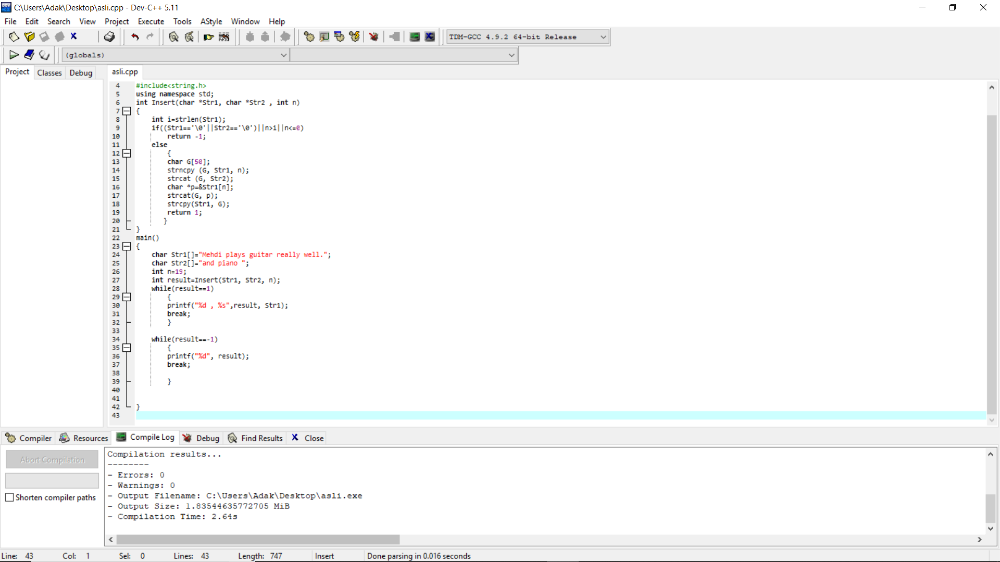 C:\Users\Adak\Desktop\asli.cpp - Dev-C++ 5.11
File Edit Search View Project Execute Tools AStyle Window Help
TDM-GCC 4.9.2 64-bit Release
(globals)
Project Classes Debug asli.cpp
4 #include<string.h>
5 using namespace std;
6 int Insert(char *Str1, char *Str2 , int n)
7 {
8 int i=strlen(Str1);
9 if((Str1=='\0'||Str2=='\0')||n>i||n<=0)
10 return -1;
11 else
12 {
13 char G[50];
14 strncpy (G, Str1, n);
15 strcat (G, Str2);
16 char *p=&Str1[n];
17 strcat(G, p);
18 strcpy(Str1, G);
19 return 1;
20 }
21 }
22 main()
23 {
24 char Str1[]="Mehdi plays guitar really well.";
25 char Str2[]="and piano ";
26 int n=19;
27 int result=Insert(Str1, Str2, n);
28 while(result==1)
29 {
30 printf("%d , %s",result, Str1);
31 break;
32 }
33
34 while(result==-1)
35 {
36 printf("%d", result);
37 break;
38
39 }
40
41
42 }
43
Compiler Resources Compile Log Debug Find Results Close
Abort Compilation
Shorten compiler paths
Compilation results...
--------
- Errors: 0
- Warnings: 0
- Output Filename: C:\Users\Adak\Desktop\asli.exe
- Output Size: 1.83544635772705 MiB
- Compilation Time: 2.64s
Line: 43 Col: 1 Sel: 0 Lines: 43 Length: 747 Insert Done parsing in 0.016 seconds